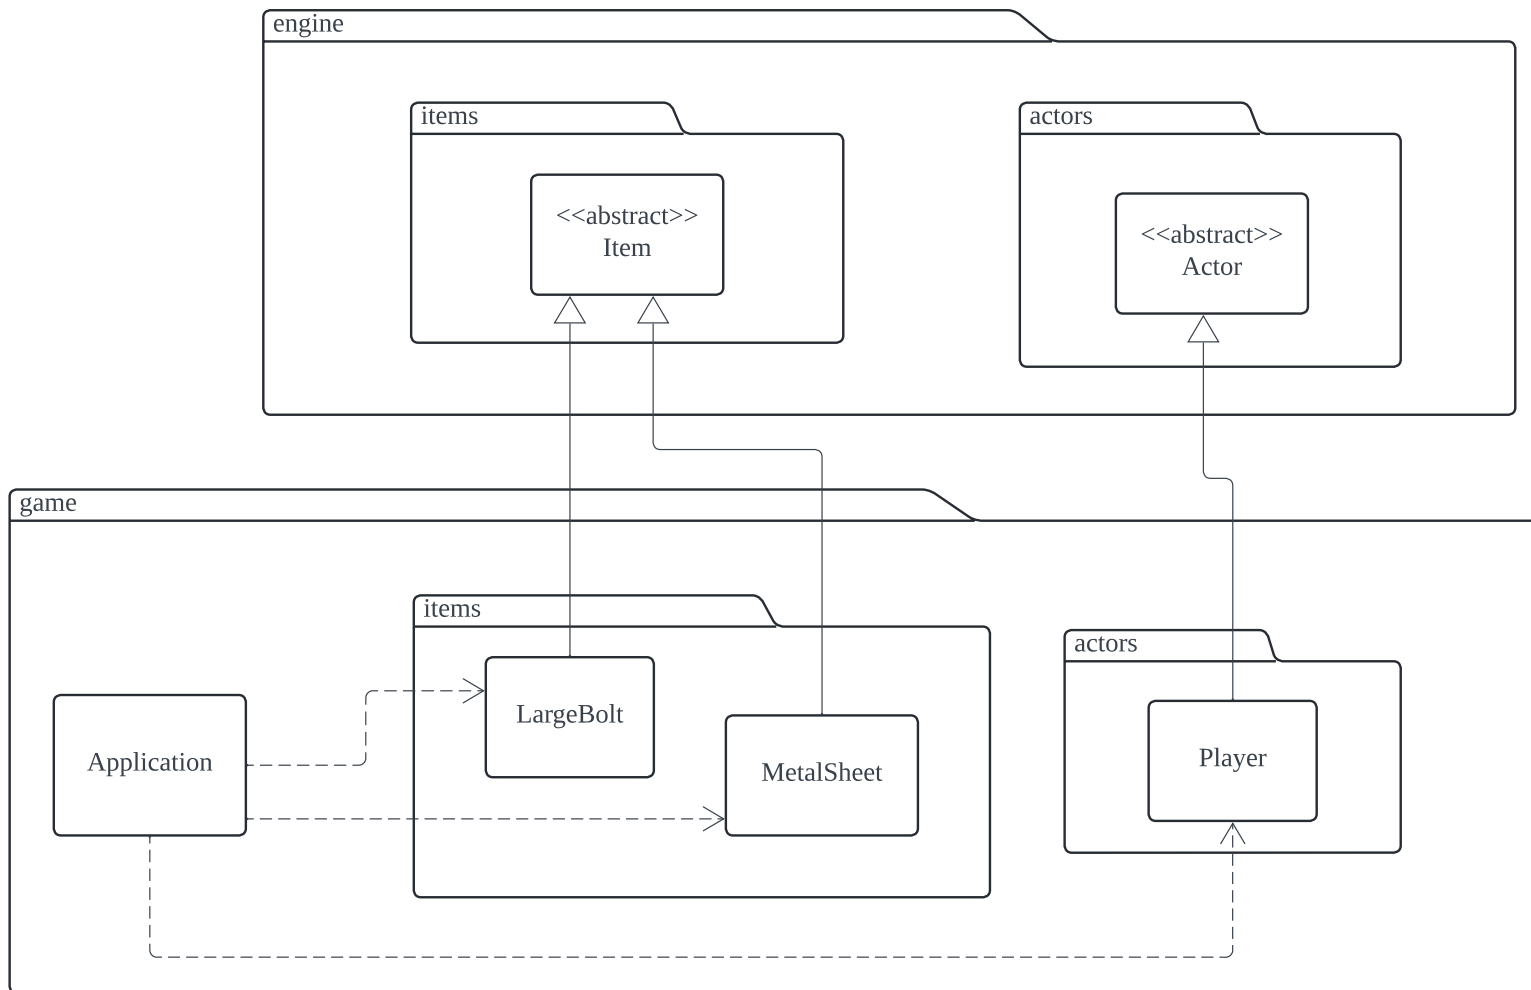 engine
items
actors
<<abstract>>
Item
<<abstract>>
Actor
game
items
actors
LargeBolt
Application
MetalSheet
Player